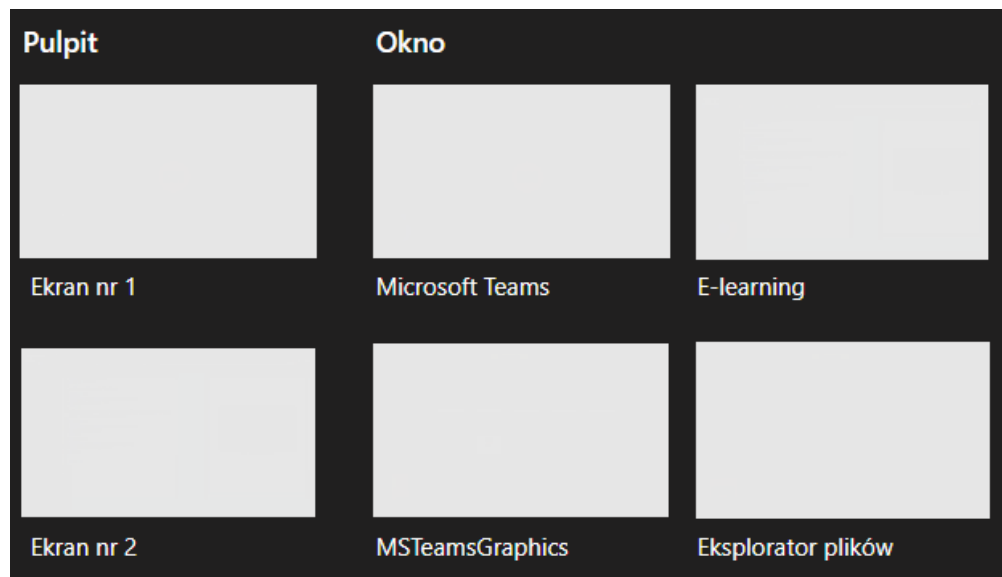 Pulpit
Okno
Ekran nr 1
Microsoft Teams
E-learning
Ekran nr 2
MSTeamsGraphics
Eksplorator plików